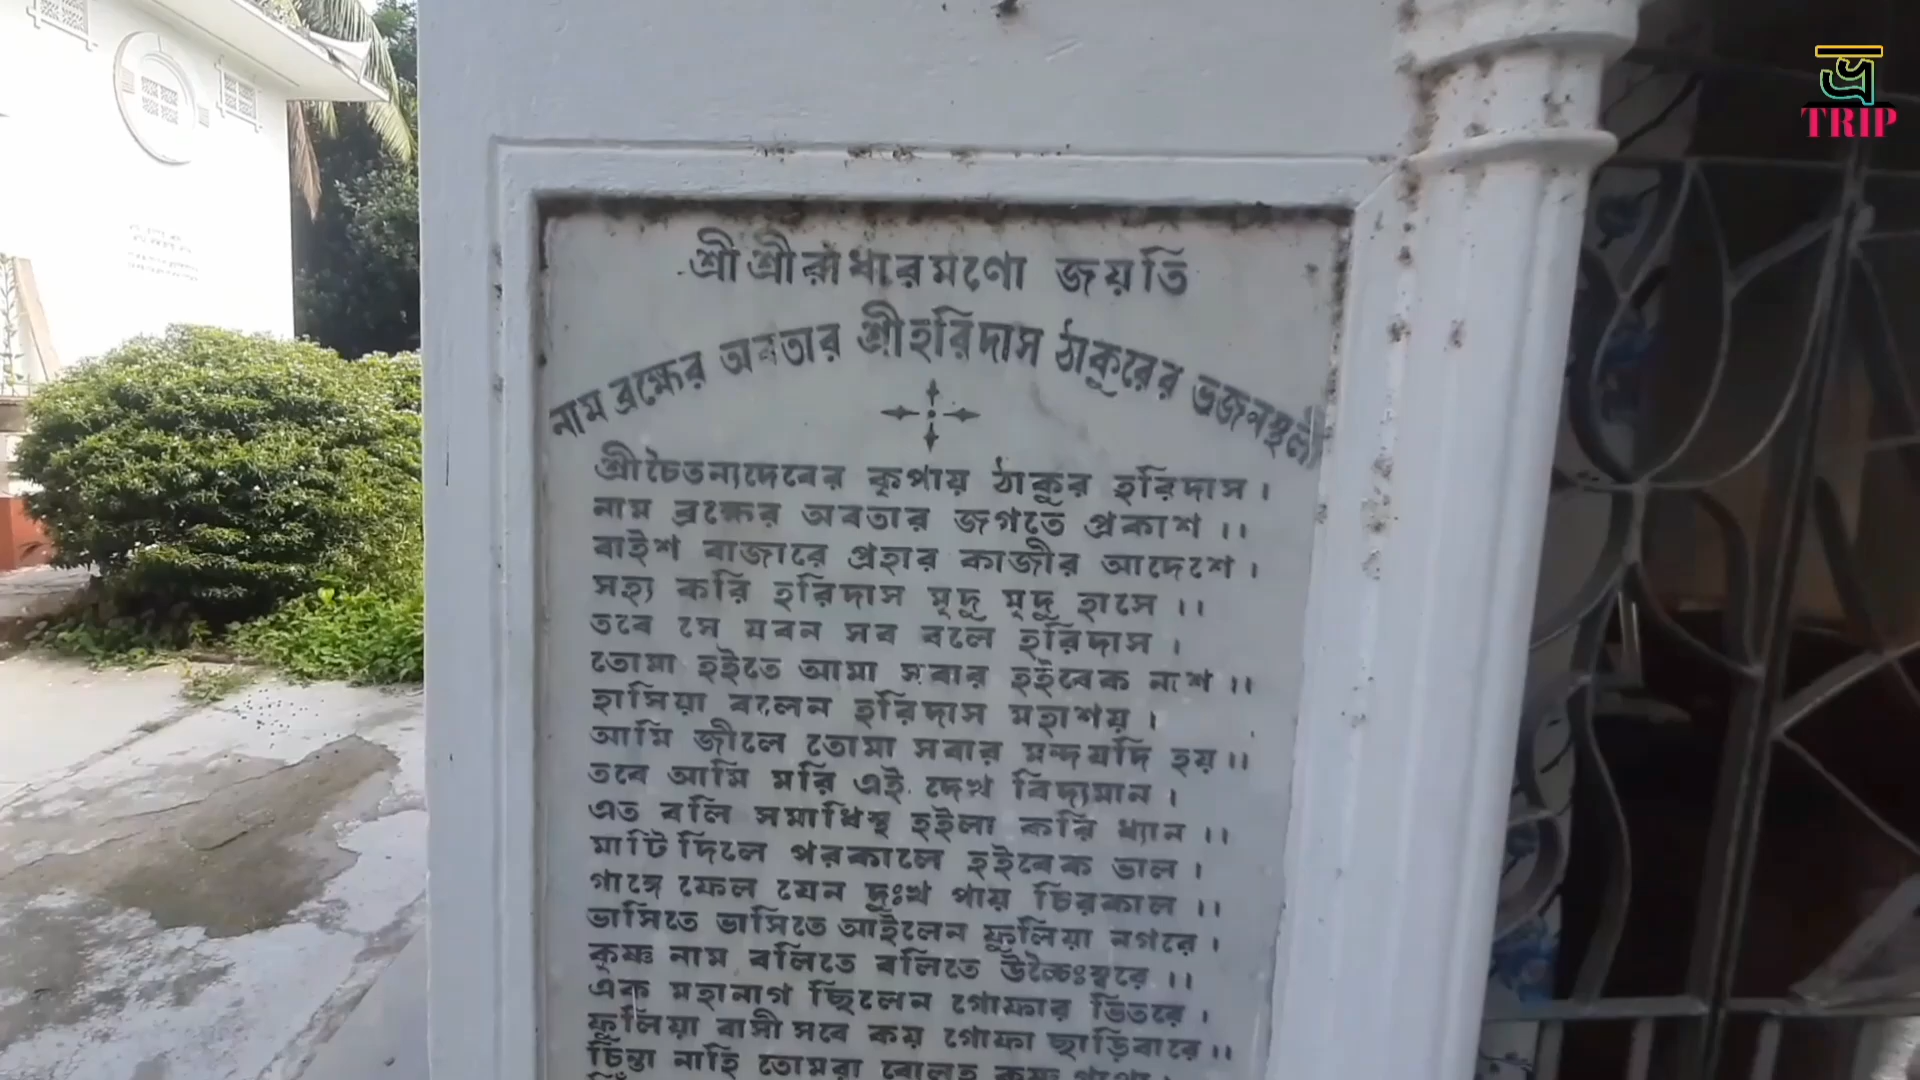 শ্রীশ্রীরাধারমণো জয়তি
নাম ব্রহ্মের অবতার শ্রীহরিদাস ঠাকুরের ভজনস্থলী
শ্রীচৈতন্যদেবের কৃপায় ঠাকুর হরিদাস।
নাম ব্রহ্মের অবতার জগতে প্রকাশ।।
বাইশ বাজারে প্রহার কাজীর আদেশে।
সহ্য করি হরিদাস মৃদু মৃদু হাসে।।
তবে সে যবন সব বলে হরিদাস।
তোমা হইতে আমা সবার হইবেক নাশ।।
হাসিয়া বলেন হরিদাস মহাশয়।
আমি জীলে তোমা সবার মন্দ যদি হয়।।
তবে আমি মরি এই দেখ বিদ্যমান।
এত বলি সমাধিস্থ হইলা করি ধ্যান।।
মাটি দিলে পরকালে হইবেক ভাল।
গাঙ্গে ফেল যেন দুঃখ পায় চিরকাল।।
ভাসিতে ভাসিতে আইলেন ফুলিয়া নগরে।
কৃষ্ণ নাম বলিতে বলিতে উচ্চৈঃস্বরে।।
এক মহানাগ ছিলেন গোফার ভিতরে।
ফুলিয়া বাসী সবে কয় গোফা ছাড়িবারে।।
চিন্তা নাহি তোমরা বোলহ কৃষ্ণ
TRIP